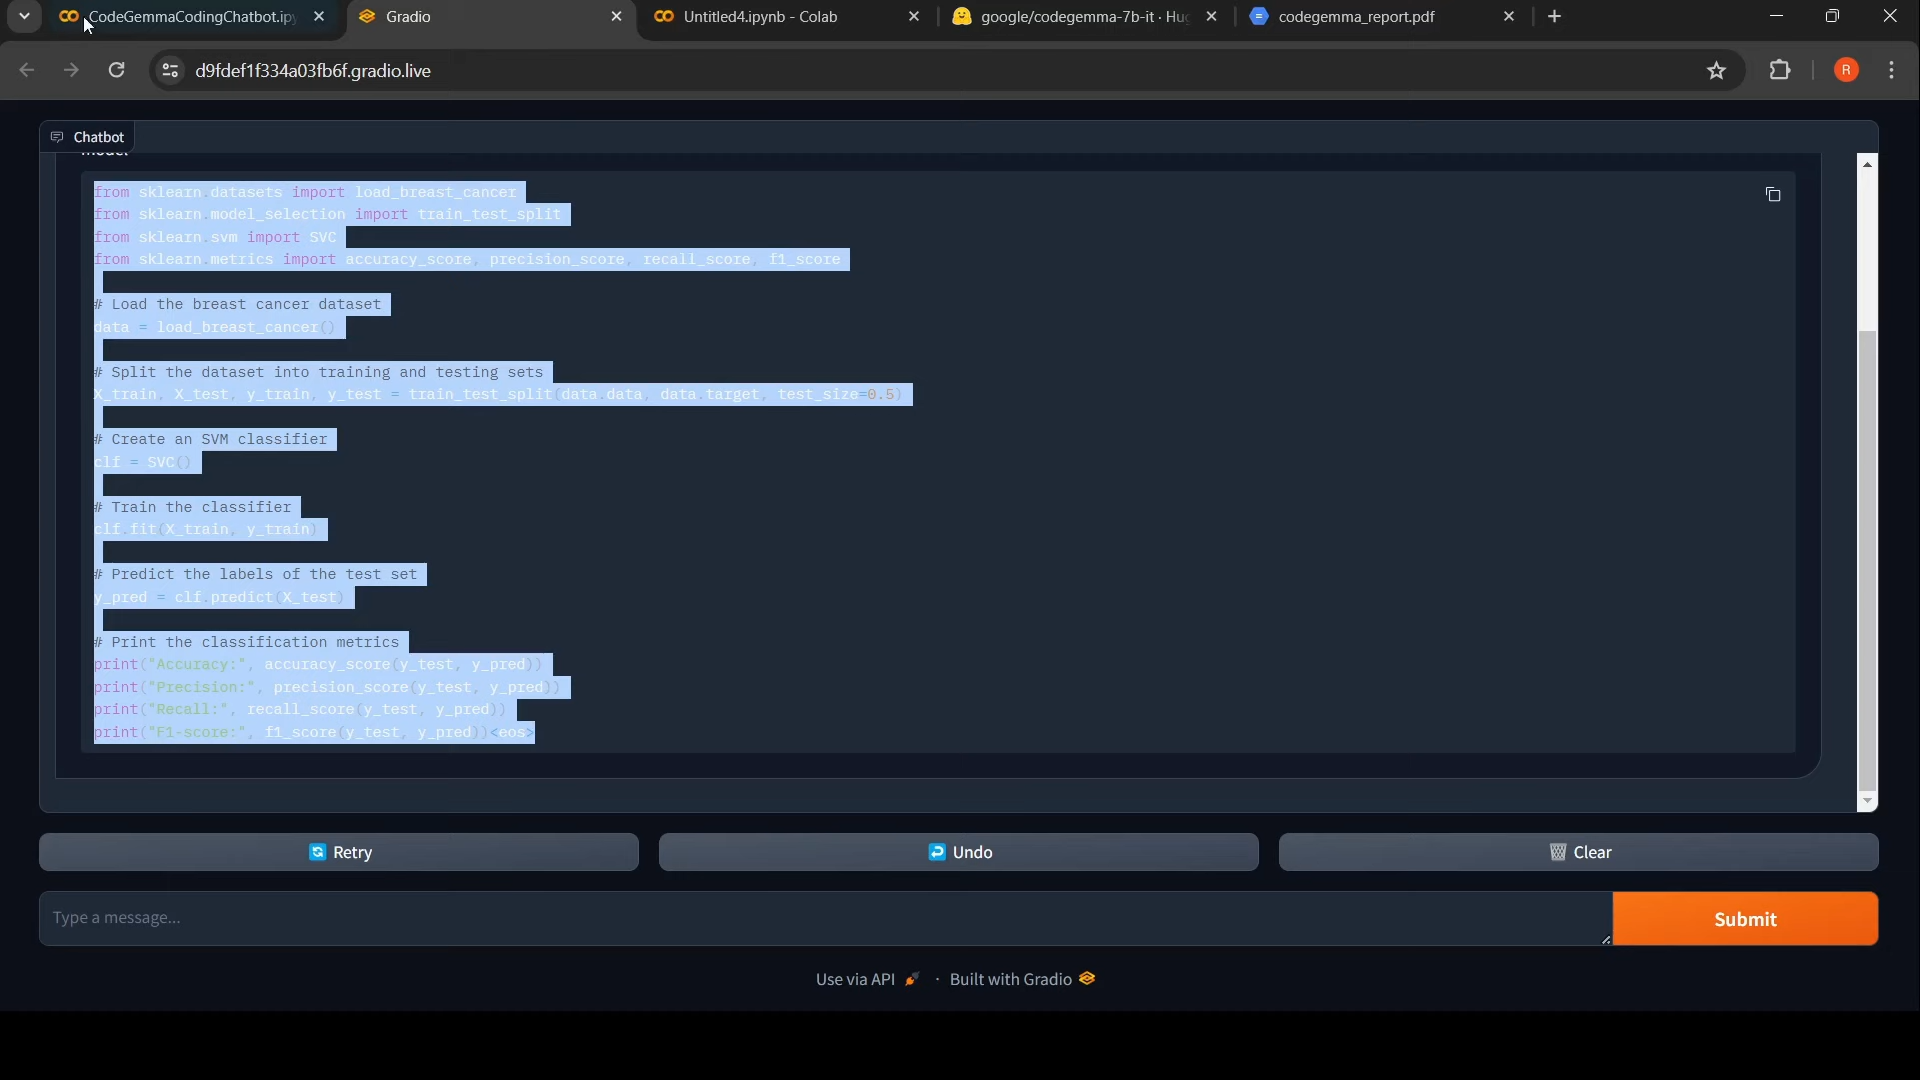 CodeGemmaCodingChatbot.ipy
Gradio
Untitled4.ipynb - Colab
google/codegemma-7b-it · Hug
codegemma_report.pdf
d9fdef1f334a03fb6f.gradio.live
R
Chatbot
model
from sklearn.datasets import load_breast_cancer
from sklearn.model_selection import train_test_split
from sklearn.svm import SVC
from sklearn.metrics import accuracy_score, precision_score, recall_score, f1_score
# Load the breast cancer dataset
data = load_breast_cancer()
# Split the dataset into training and testing sets
X_train, X_test, y_train, y_test = train_test_split(data.data, data.target, test_size=0.5)
# Create an SVM classifier
clf = SVC()
# Train the classifier
clf.fit(X_train, y_train)
# Predict the labels of the test set
y_pred = clf.predict(X_test)
# Print the classification metrics
print("Accuracy:", accuracy_score(y_test, y_pred))
print("Precision:", precision_score(y_test, y_pred))
print("Recall:", recall_score(y_test, y_pred))
print("F1-score:", f1_score(y_test, y_pred))<eos>
Retry
Undo
Clear
Type a message...
Submit
Use via API · Built with Gradio